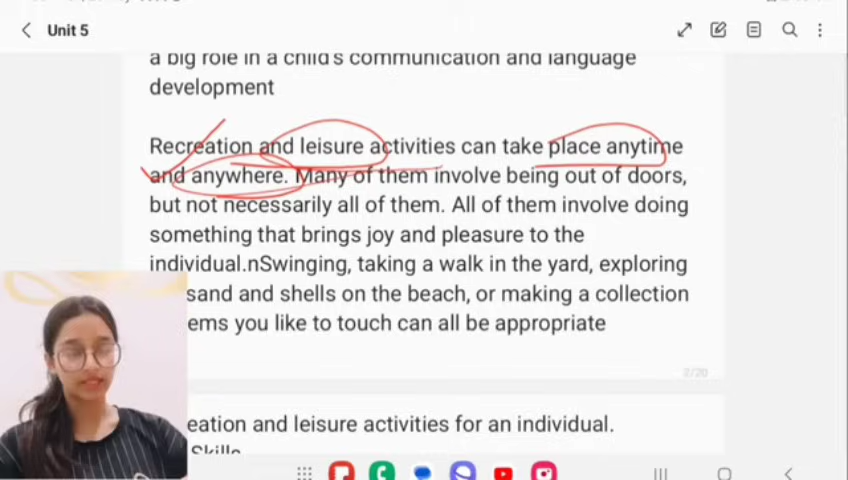 Unit 5
a big role in a child's communication and language
development
Recreation and leisure activities can take place anytime
and anywhere. Many of them involve being out of doors,
but not necessarily all of them. All of them involve doing
something that brings joy and pleasure to the
individual.nSwinging, taking a walk in the yard, exploring
sand and shells on the beach, or making a collection
ems you like to touch can all be appropriate
2/20
eation and leisure activities for an individual.
Skills